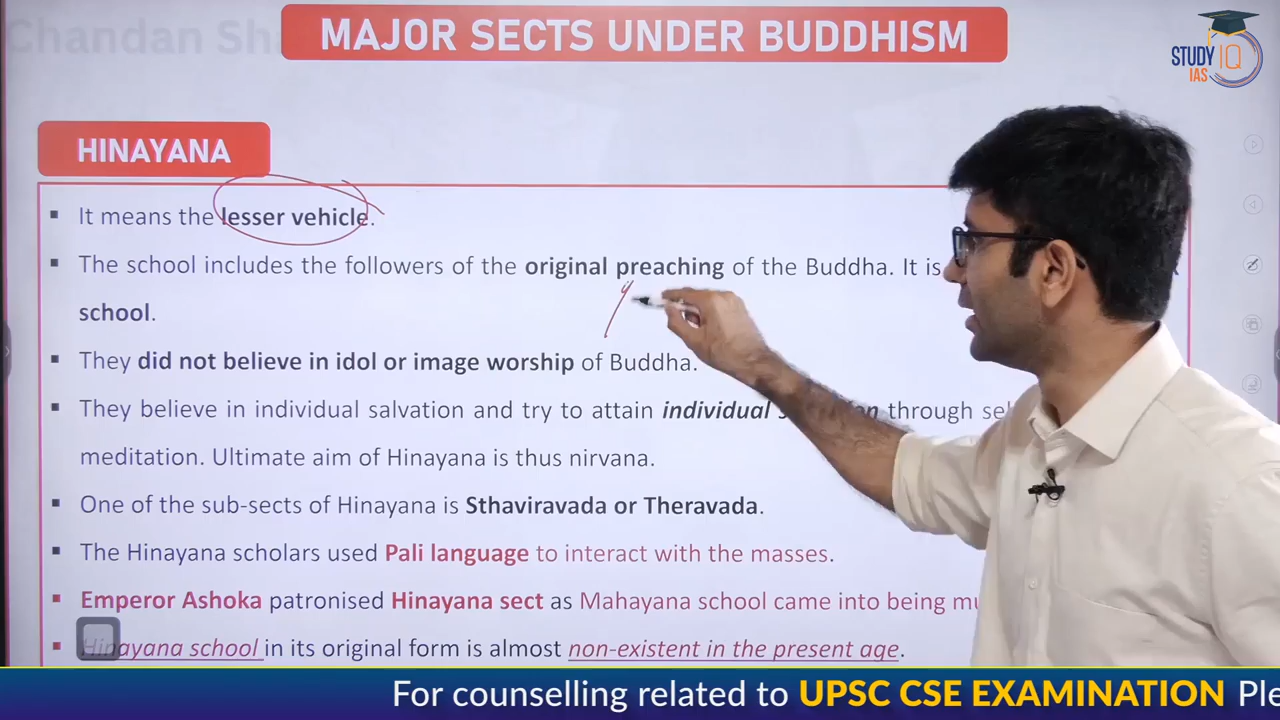 Chandan Sha
MAJOR SECTS UNDER BUDDHISM
STUDY IQ
IAS
HINAYANA
▪ It means the lesser vehicle.
▪ The school includes the followers of the original preaching of the Buddha. It is
school.
▪ They did not believe in idol or image worship of Buddha.
▪ They believe in individual salvation and try to attain individual through
meditation. Ultimate aim of Hinayana is thus nirvana.
▪ One of the sub-sects of Hinayana is Sthaviravada or Theravada.
▪ The Hinayana scholars used Pali language to interact with the masses.
▪ Emperor Ashoka patronised Hinayana sect as Mahayana school came into being
▪ Hinayana school in its original form is almost non-existent in the present age.
For counselling related to UPSC CSE EXAMINATION Ple